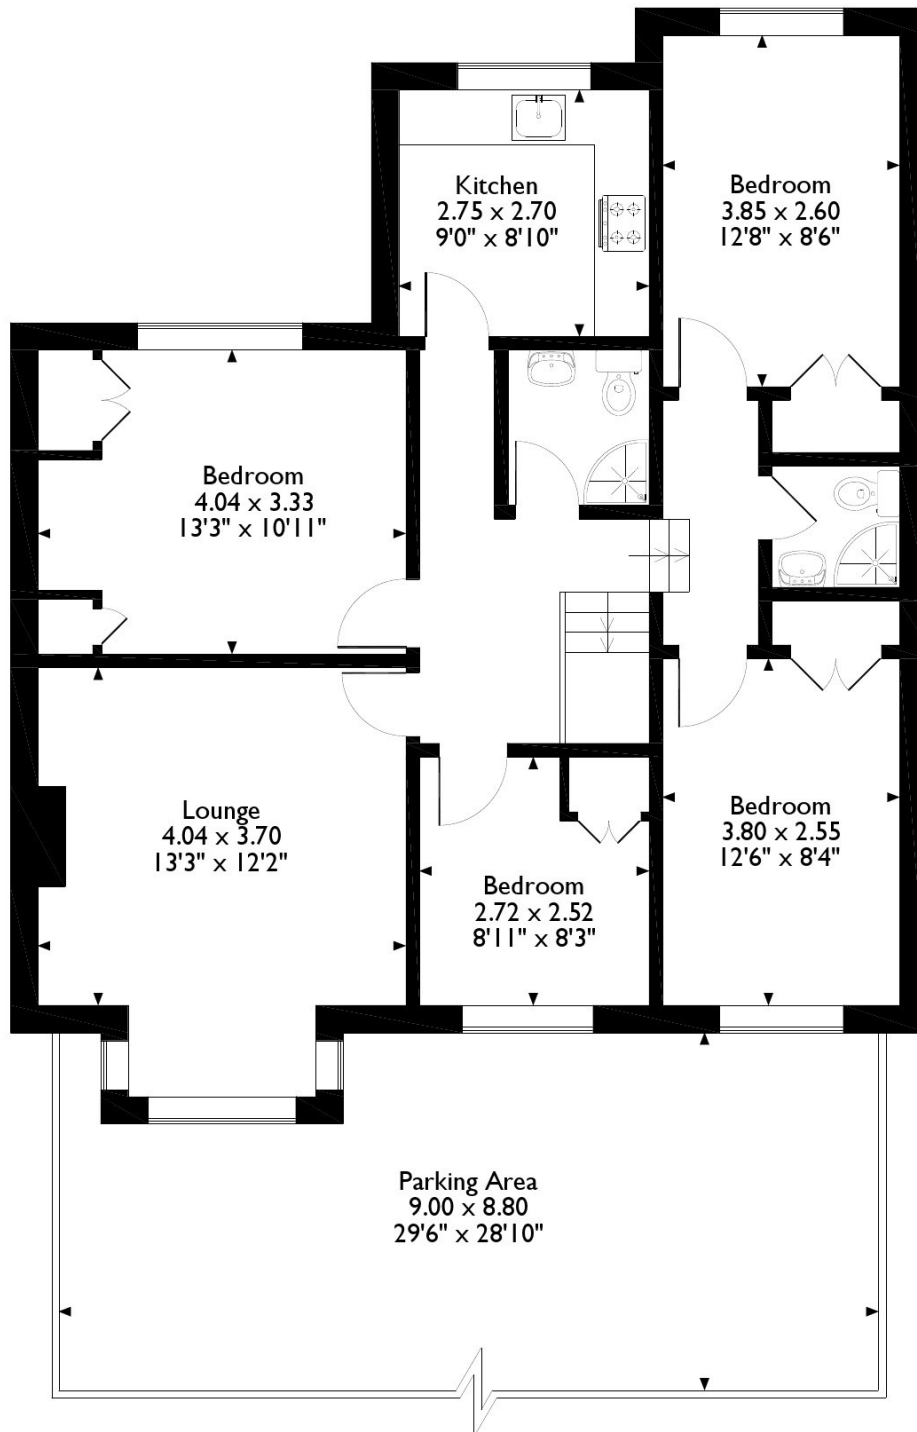 Kitchen
2.75 x 2.70
9'0" x 8'10"
Bedroom
3.85 x 2.60
12'8" x 8'6"
Bedroom
4.04 x 3.33
13'3" x 10'11"
Lounge
4.04 x 3.70
13'3" x 12'2"
Bedroom
2.72 x 2.52
8'11" x 8'3"
Bedroom
3.80 x 2.55
12'6" x 8'4"
Parking Area
9.00 x 8.80
29'6" x 28'10"